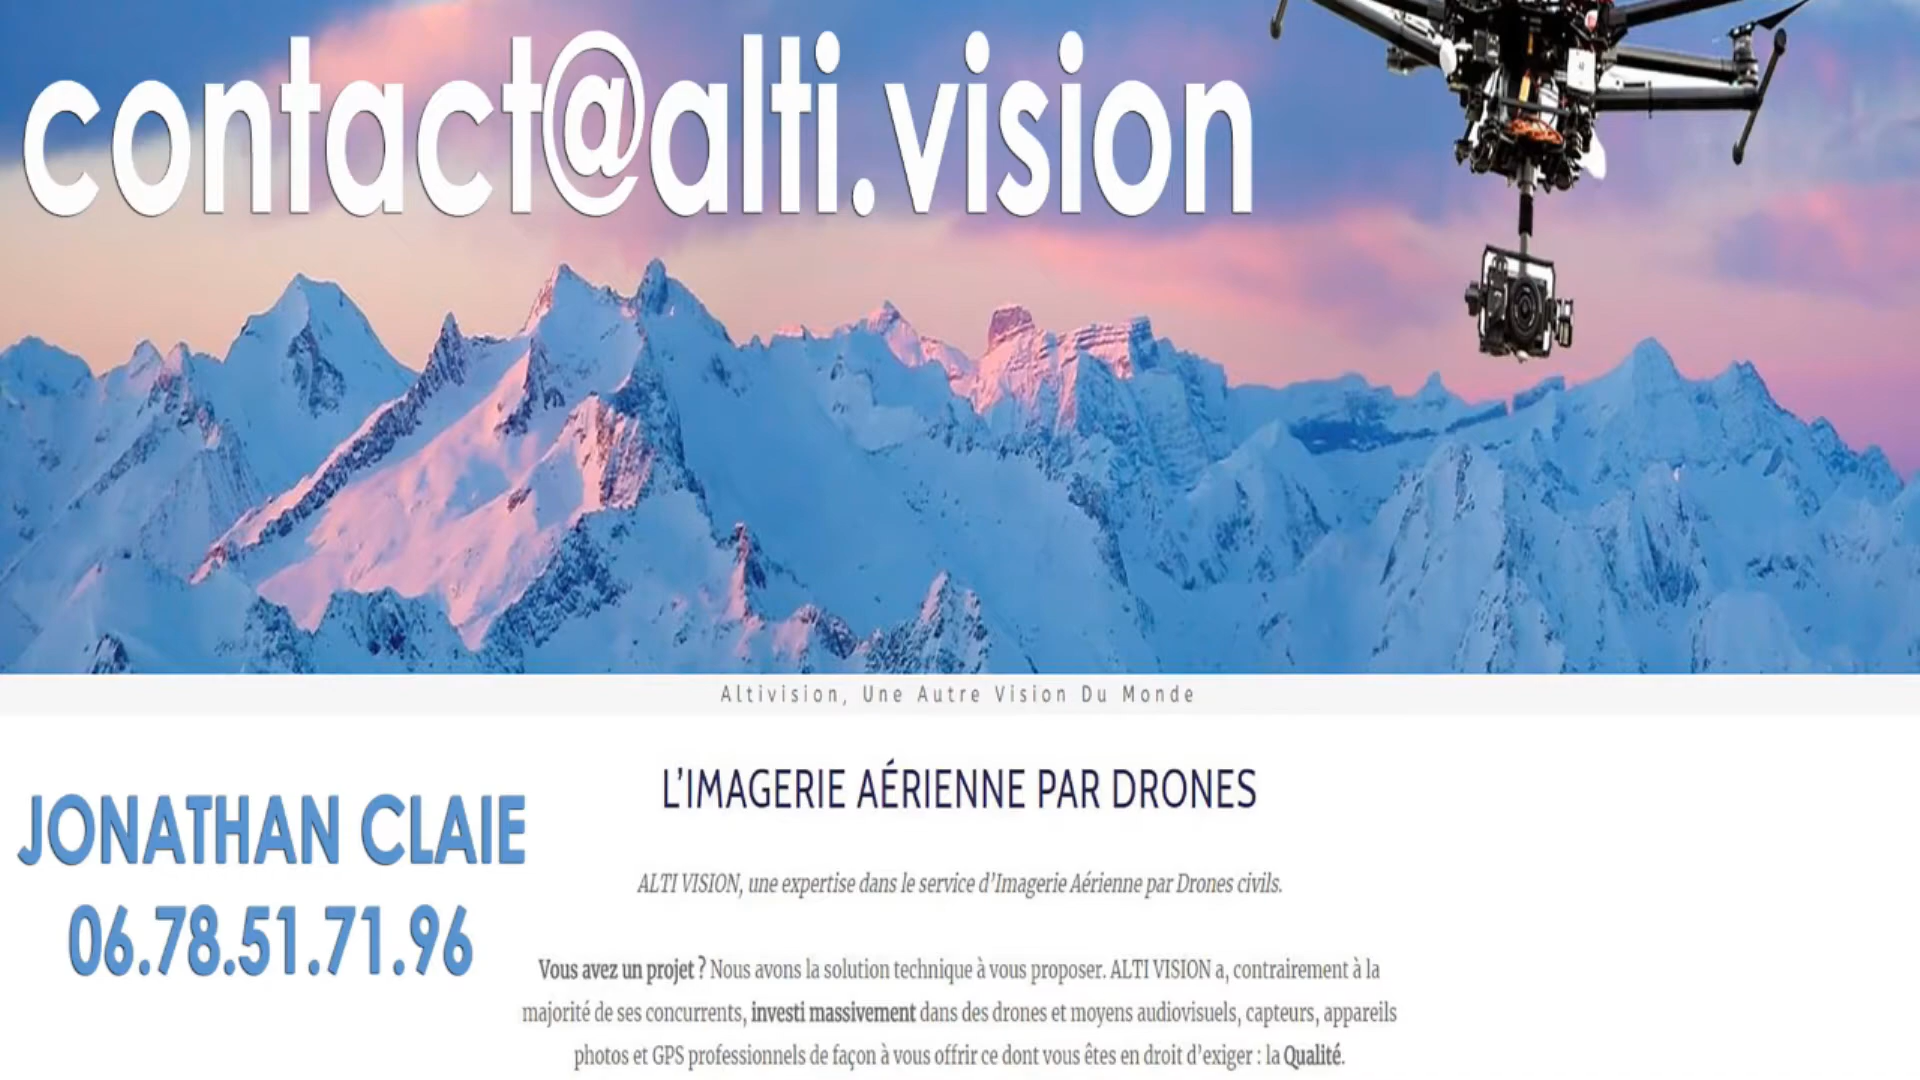 contact@alti.vision
Altivision, Une Autre Vision Du Monde
L’IMAGERIE AÉRIENNE PAR DRONES
JONATHAN CLAIE
06.78.51.71.96
ALTI VISION, une expertise dans le service d’Imagerie Aérienne par Drones civils.
Vous avez un projet ? Nous avons la solution technique à vous proposer. ALTI VISION a, contrairement à la
majorité de ses concurrents, investi massivement dans des drones et moyens audiovisuels, capteurs, appareils
photos et GPS professionnels de façon à vous offrir ce dont vous êtes en droit d’exiger : la Qualité.